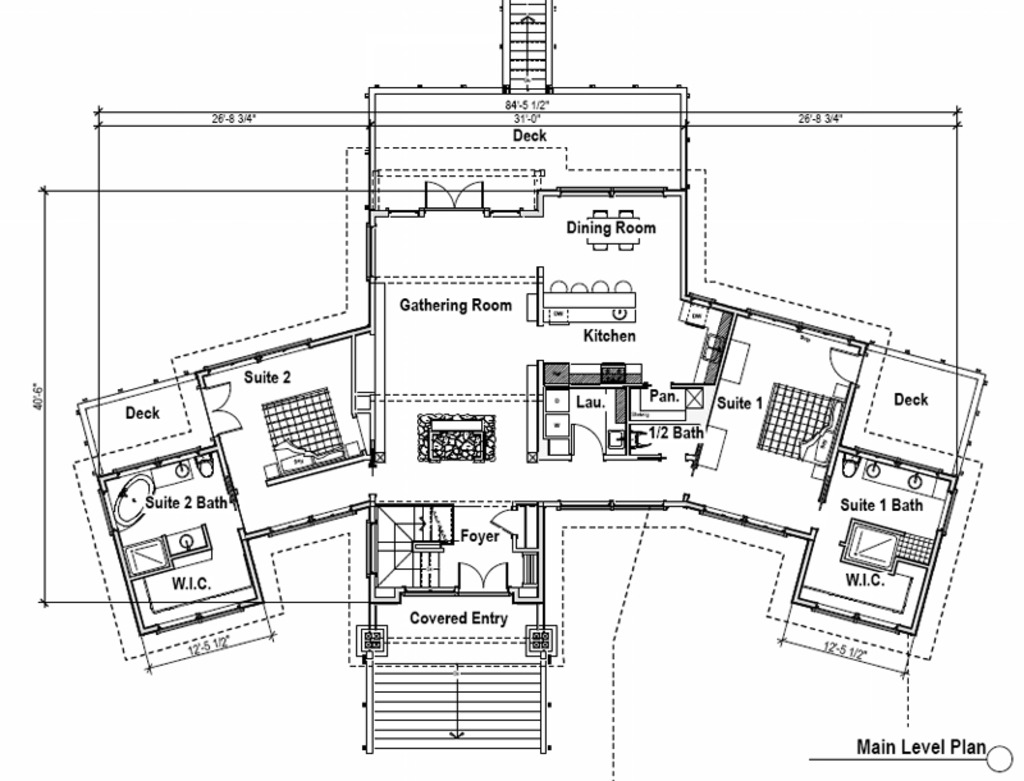 84'-5 1/2"
26'-8 3/4"
31'-0"
26'-8 3/4"
Deck
Dining Room
Gathering Room
DW
Kitchen
DW
40'-6"
Suite 2
Deck
Lau.
Pan.
Suite 1
Deck
W
1/2 Bath
Suite 2 Bath
Suite 1 Bath
Foyer
W.I.C.
W.I.C.
Covered Entry
12'-5 1/2"
12'-5 1/2"
Main Level Plan